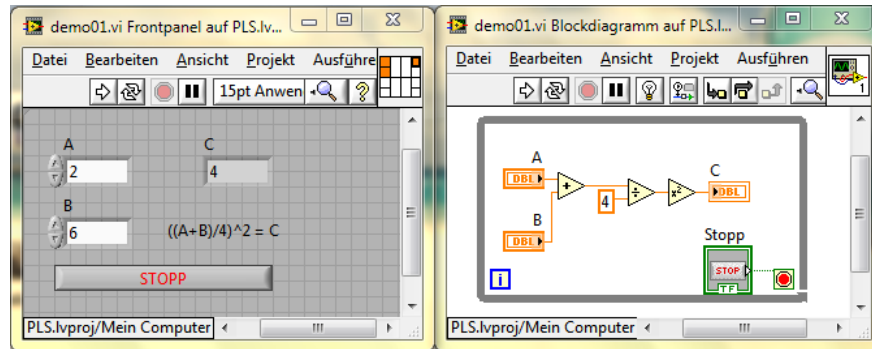 demo01.vi Frontpanel auf PLS.lv...
Datei Bearbeiten Ansicht Projekt Ausführe
15pt Anwen
A
C
2
4
B
6
((A+B)/4)^2 = C
STOPP
PLS.lvproj/Mein Computer
demo01.vi Blockdiagramm auf PLS.l...
Datei Bearbeiten Ansicht Projekt Ausführen
1
A
DBL
+
4
÷
x²
C
DBL
B
DBL
Stopp
STOP
TF
i
PLS.lvproj/Mein Computer